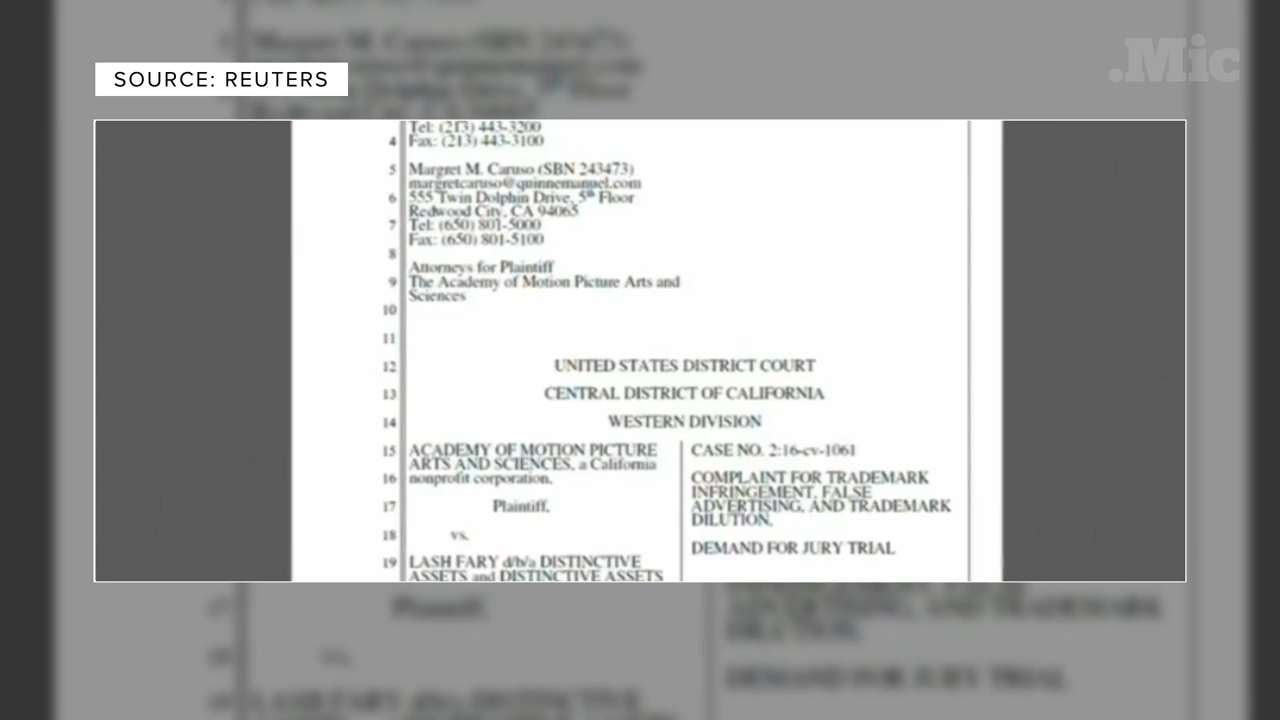 .Mic
SOURCE: REUTERS
Tel: (213) 443-3200
4 Fax: (213) 443-3100
5 Margret M. Caruso (SBN 243473)
margretcaruso@quinnemanuel.com
6 555 Twin Dolphin Drive, 5th Floor
Redwood City, CA 94065
7 Tel: (650) 801-5000
Fax: (650) 801-5100
8
Attorneys for Plaintiff
9 The Academy of Motion Picture Arts and
Sciences
10
11
12 UNITED STATES DISTRICT COURT
13 CENTRAL DISTRICT OF CALIFORNIA
14 WESTERN DIVISION
15 ACADEMY OF MOTION PICTURE
ARTS AND SCIENCES, a California
16 nonprofit corporation,
17 Plaintiff,
18 vs.
19 LASH FARY d/b/a DISTINCTIVE
ASSETS and DISTINCTIVE ASSETS
CASE NO. 2:16-cv-1061
COMPLAINT FOR TRADEMARK
INFRINGEMENT, FALSE
ADVERTISING, AND TRADEMARK
DILUTION,
DEMAND FOR JURY TRIAL